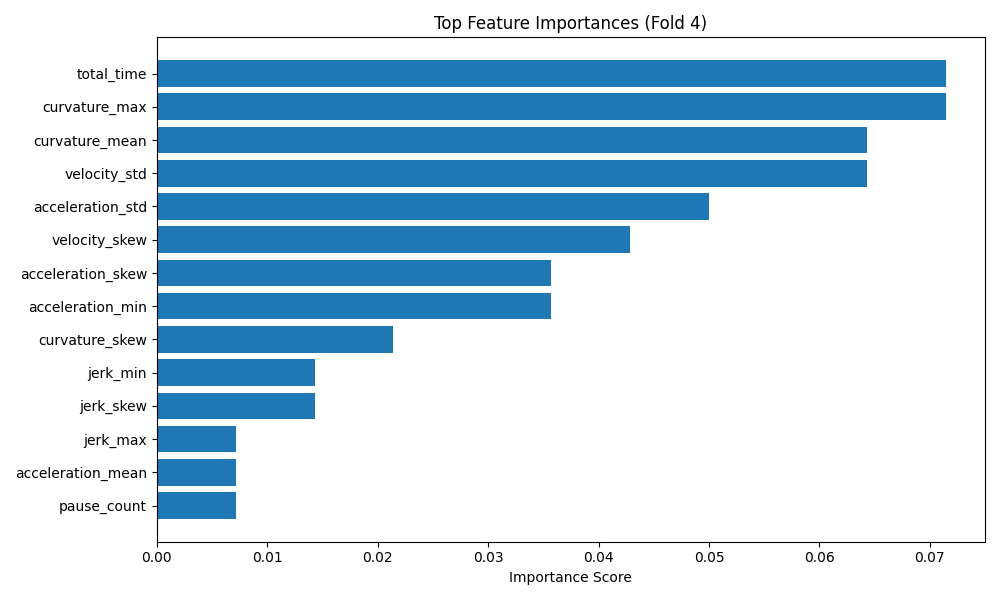 Top Feature Importances (Fold 4)
total_time
curvature_max
curvature_mean
velocity_std
acceleration_std
velocity_skew
acceleration_skew
acceleration_min
curvature_skew
jerk_min
jerk_skew
jerk_max
acceleration_mean
pause_count
0.00 0.01 0.02 0.03 0.04 0.05 0.06 0.07
Importance Score